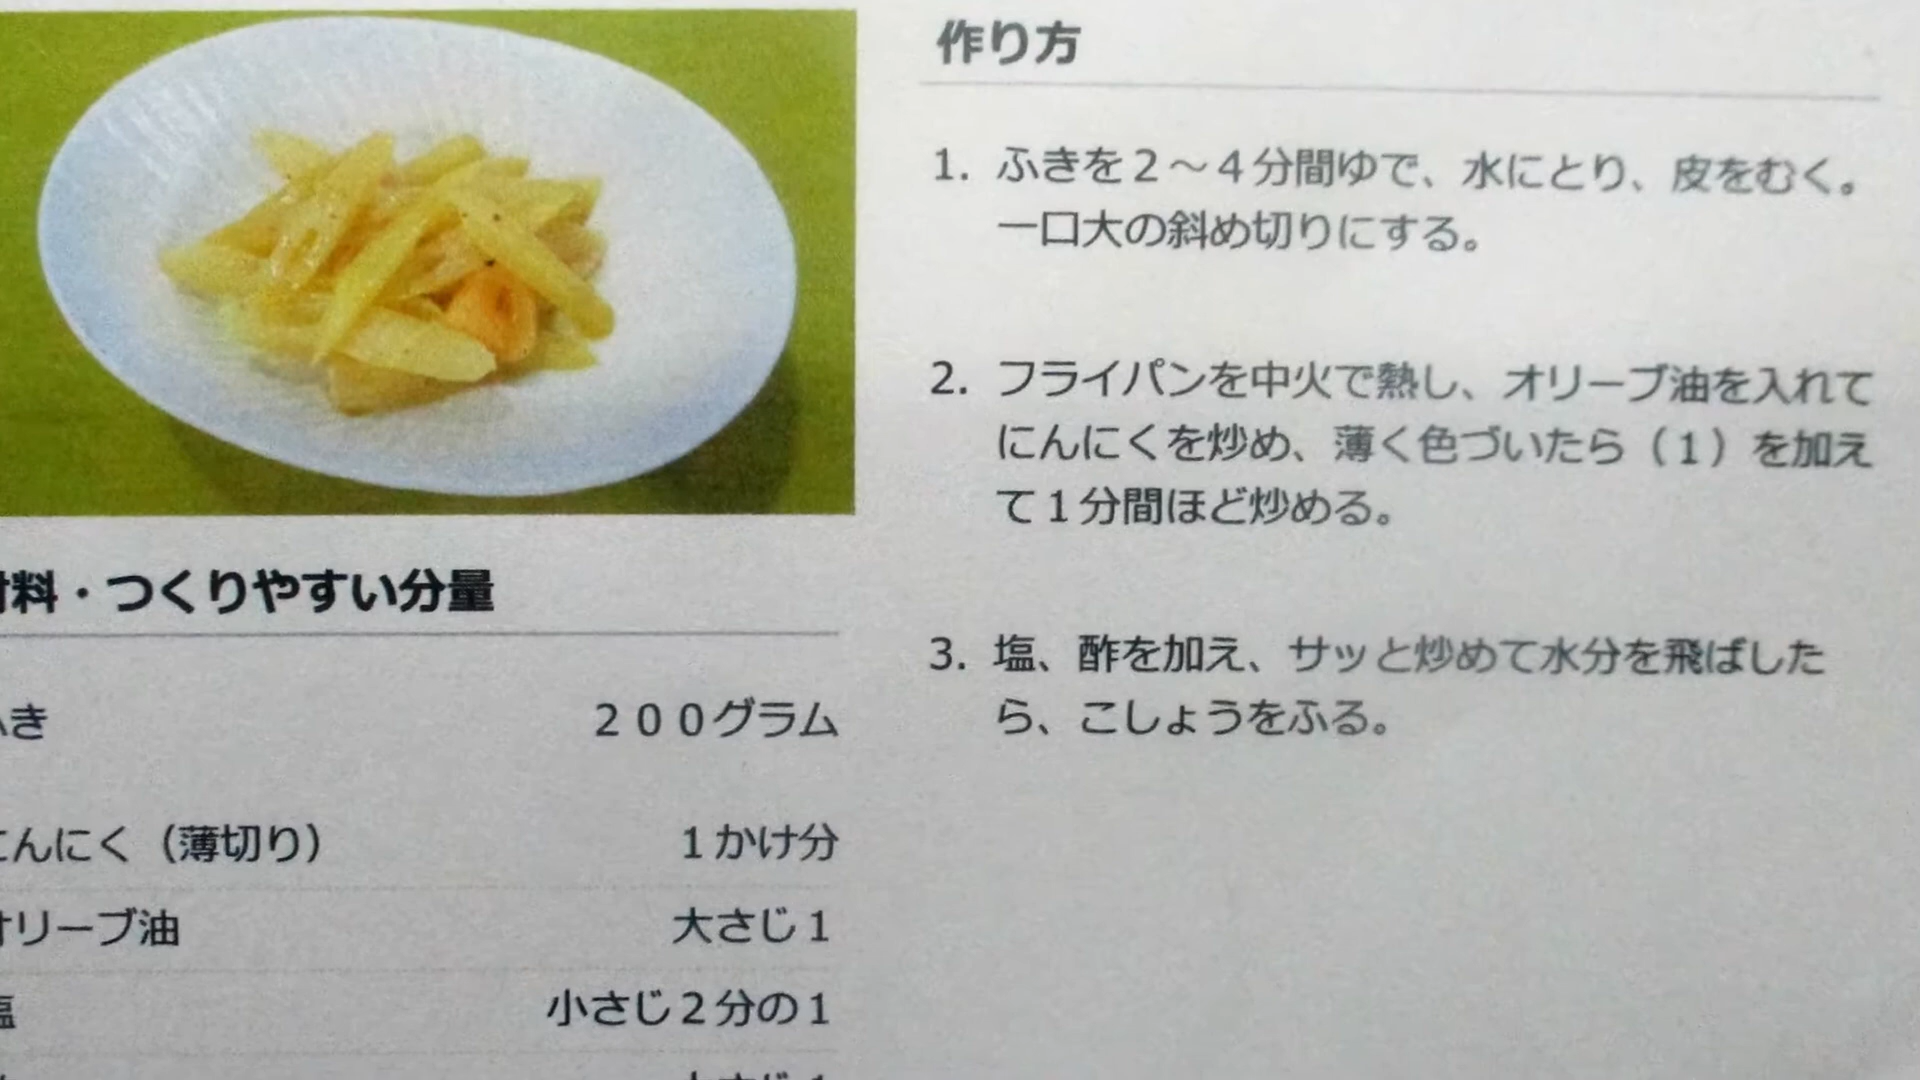 材料・つくりやすい分量
ふき ２００グラム
にんにく（薄切り） １かけ分
オリーブ油 大さじ１
塩 小さじ２分の１
作り方
1. ふきを２～４分間ゆで、水にとり、皮をむく。
一口大の斜め切りにする。
2. フライパンを中火で熱し、オリーブ油を入れて
にんにくを炒め、薄く色づいたら（１）を加え
て１分間ほど炒める。
3. 塩、酢を加え、サッと炒めて水分を飛ばした
ら、こしょうをふる。